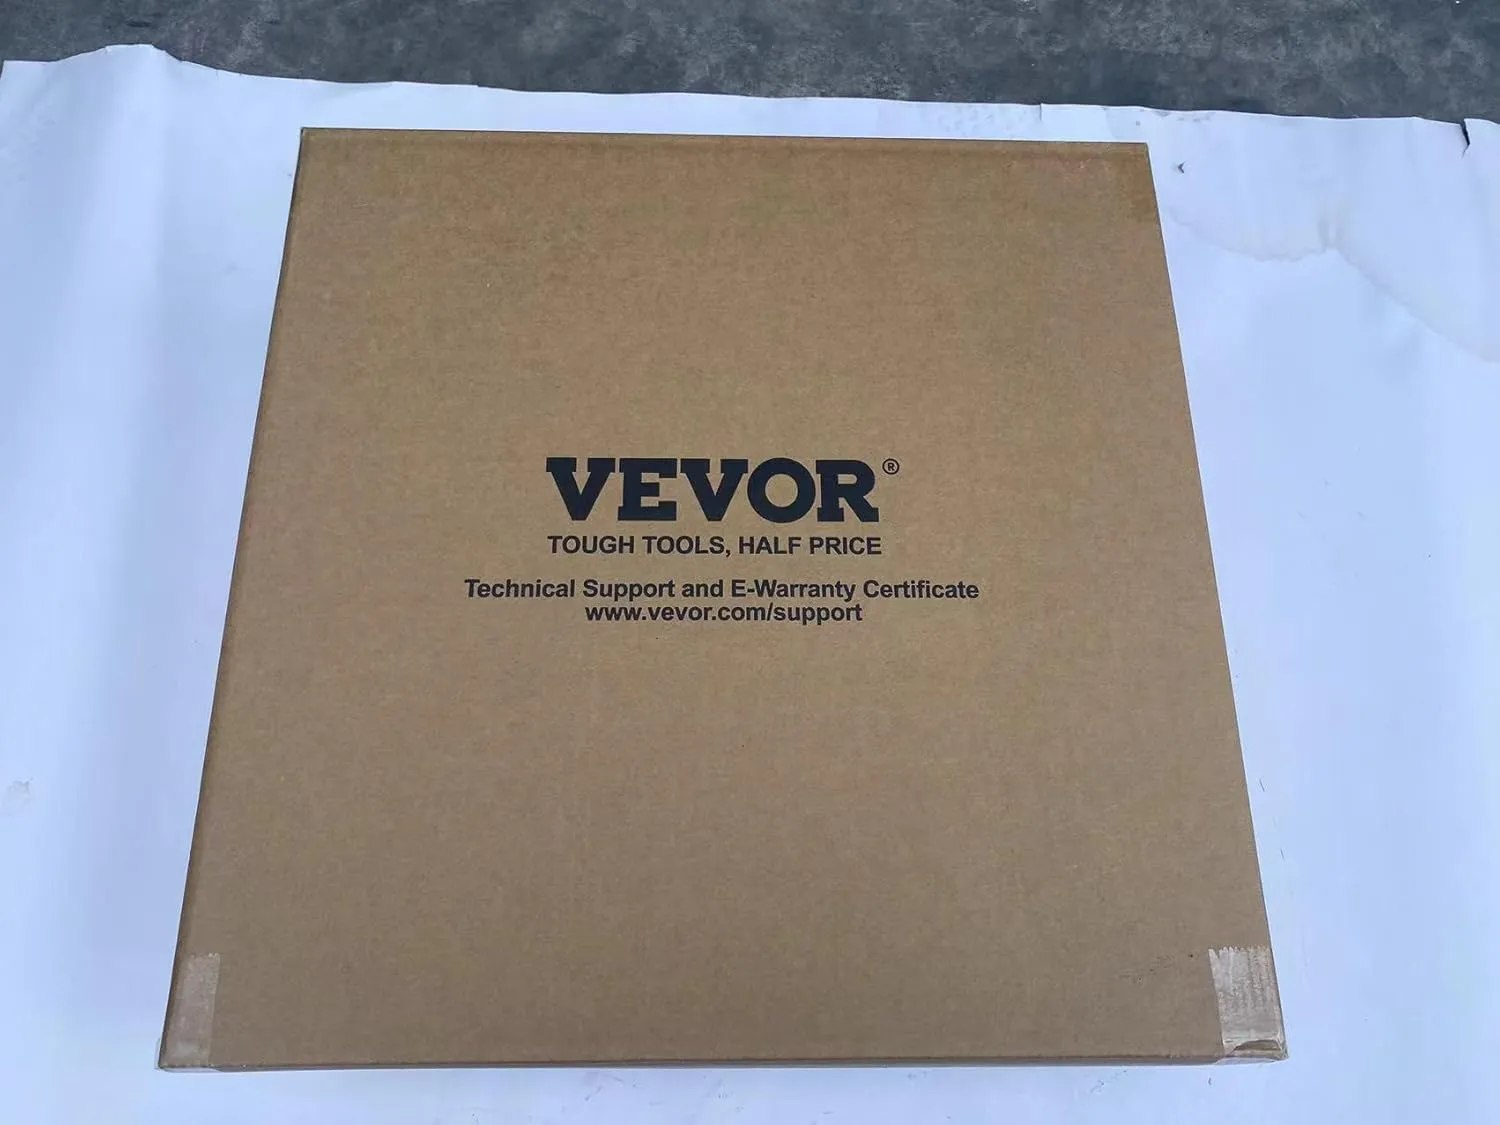 VEVOR®
TOUGH TOOLS, HALF PRICE
Technical Support and E-Warranty Certificate
www.vevor.com/support